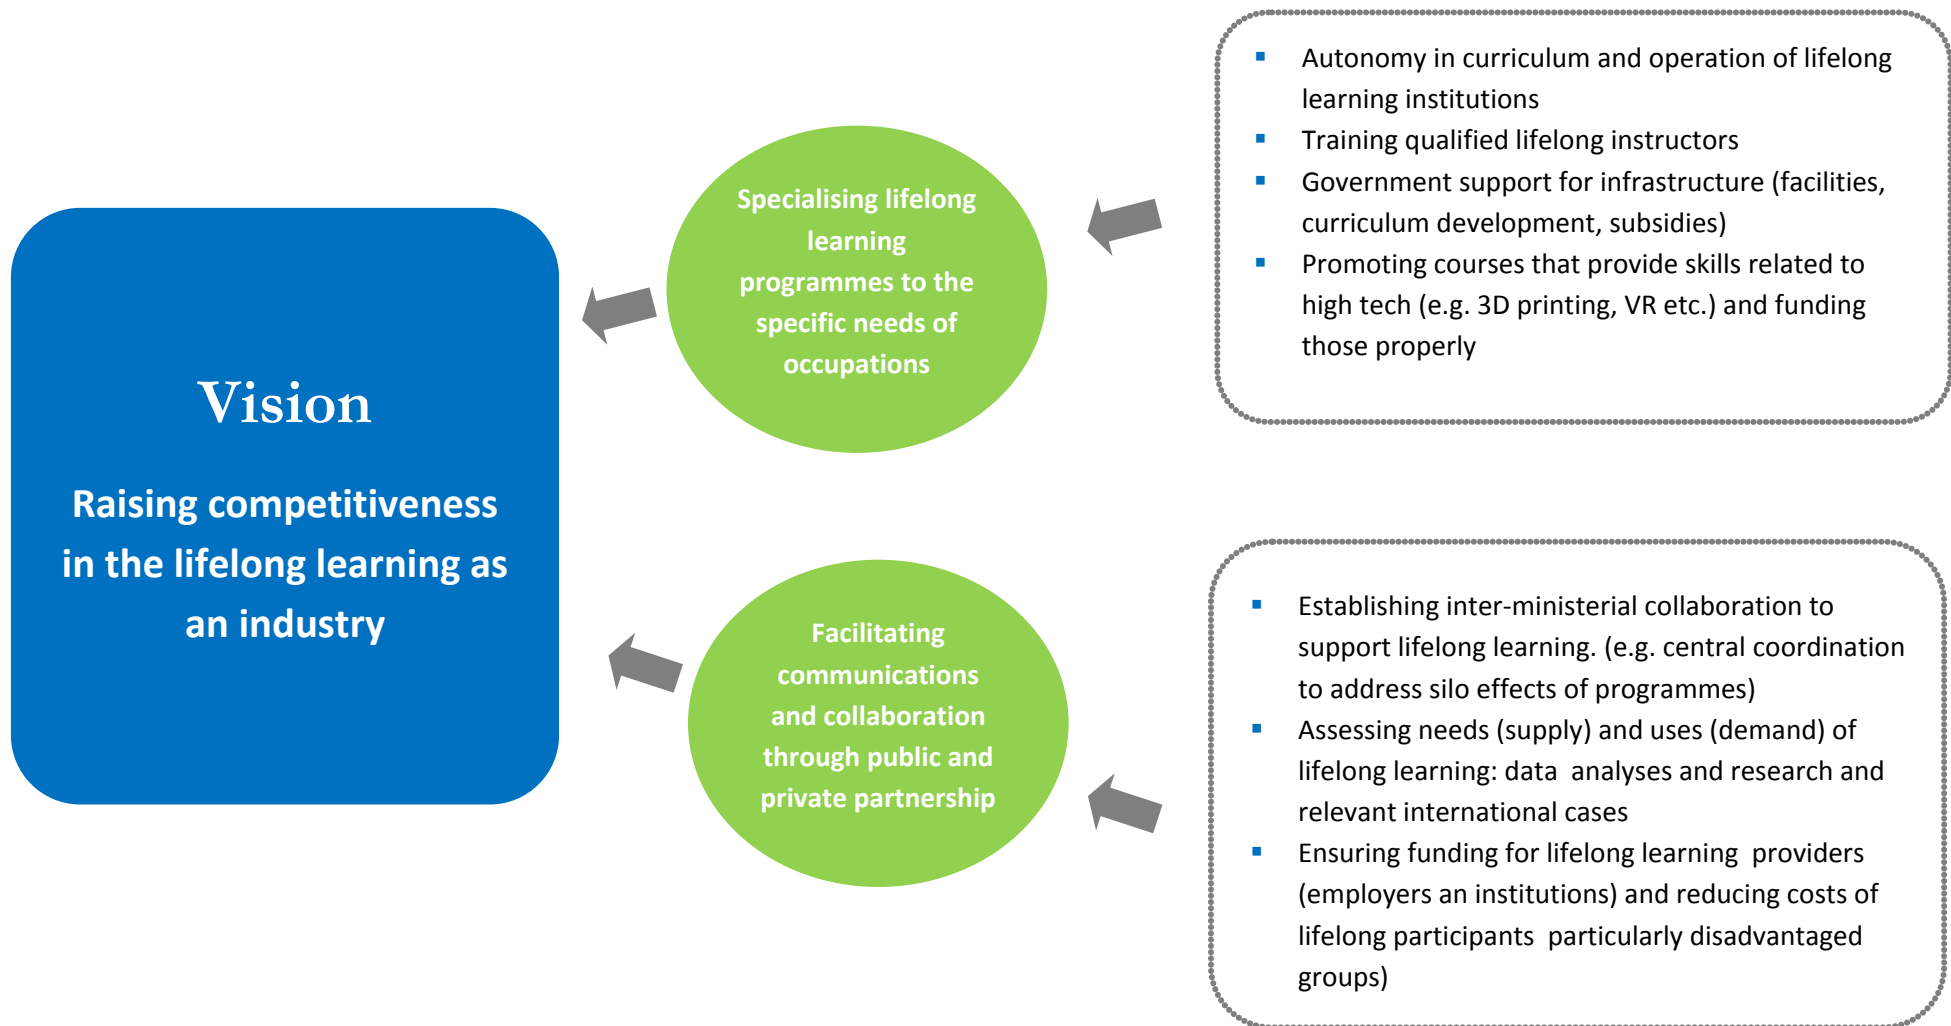 Vision
Raising competitiveness
in the lifelong learning as
an industry
Specialising lifelong
learning
programmes to the
specific needs of
occupations
Facilitating
communications
and collaboration
through public and
private partnership
▪ Autonomy in curriculum and operation of lifelong
learning institutions
▪ Training qualified lifelong instructors
▪ Government support for infrastructure (facilities,
curriculum development, subsidies)
▪ Promoting courses that provide skills related to
high tech (e.g. 3D printing, VR etc.) and funding
those properly
▪ Establishing inter-ministerial collaboration to
support lifelong learning. (e.g. central coordination
to address silo effects of programmes)
▪ Assessing needs (supply) and uses (demand) of
lifelong learning: data analyses and research and
relevant international cases
▪ Ensuring funding for lifelong learning providers
(employers an institutions) and reducing costs of
lifelong participants particularly disadvantaged
groups)